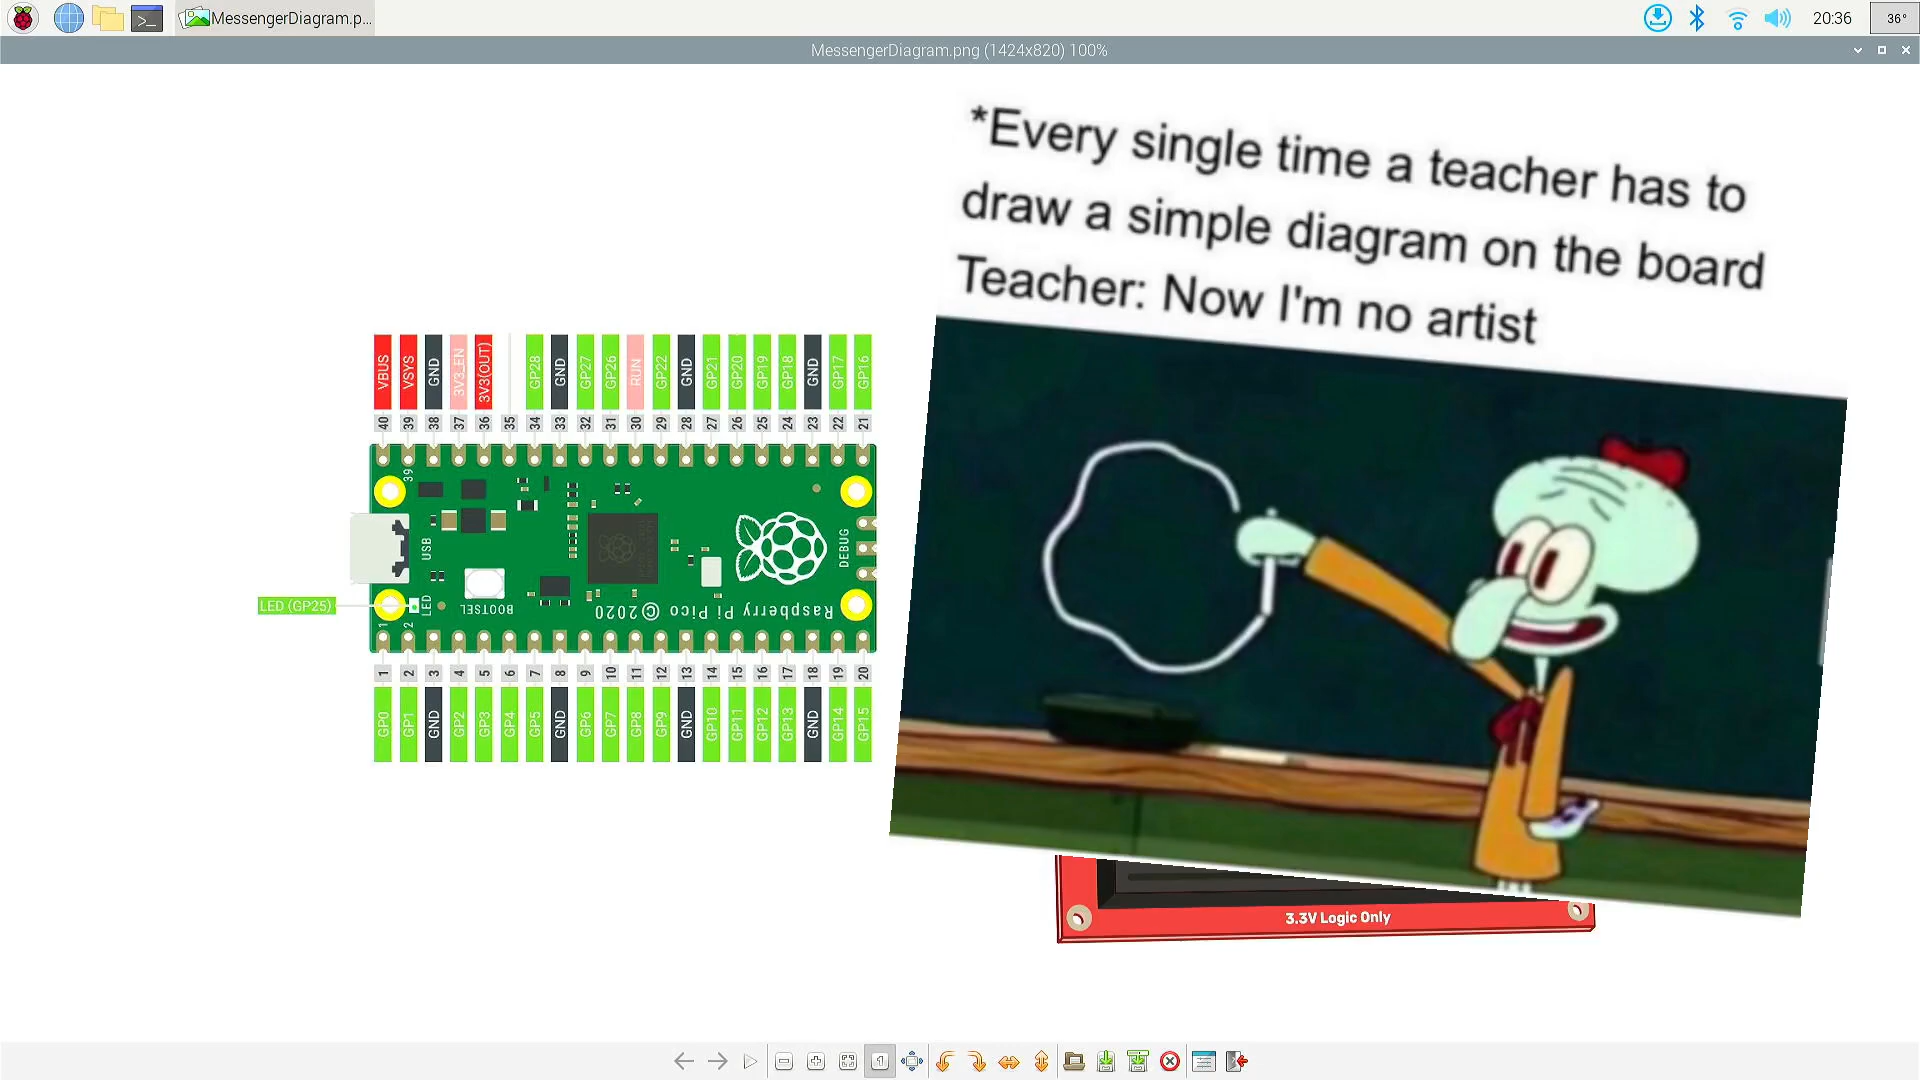 MessengerDiagram.p...
20:36
36°
MessengerDiagram.png (1424x820) 100%
*Every single time a teacher has to
draw a simple diagram on the board
Teacher: Now I'm no artist
VBUS VSYS GND 3V3_EN 3V3(OUT) GP28 GND GP27 GP26 RUN GP22 GND GP21 GP20 GP19 GP18 GND GP17 GP16
40 39 38 37 36 35 34 33 32 31 30 29 28 27 26 25 24 23 22 21
39
USB
DEBUG
LED (GP25)
LED
BOOTSEL
Raspberry Pi Pico ©2020
1 2
1 2 3 4 5 6 7 8 9 10 11 12 13 14 15 16 17 18 19 20
GP0 GP1 GND GP2 GP3 GP4 GP5 GND GP6 GP7 GP8 GP9 GND GP10 GP11 GP12 GP13 GND GP14 GP15
3.3V Logic Only